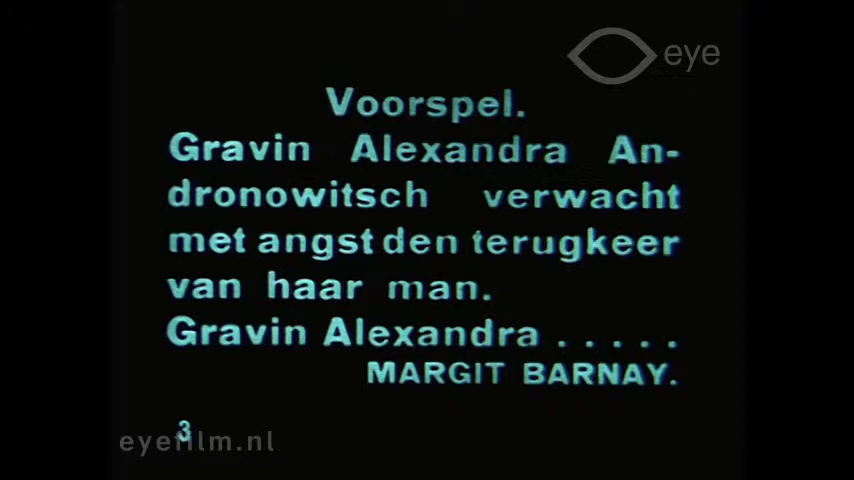 eye
Voorspel.
Gravin Alexandra An-
dronowitsch verwacht
met angst den terugkeer
van haar man.
Gravin Alexandra . . . . .
MARGIT BARNAY.
3
eyefilm.nl